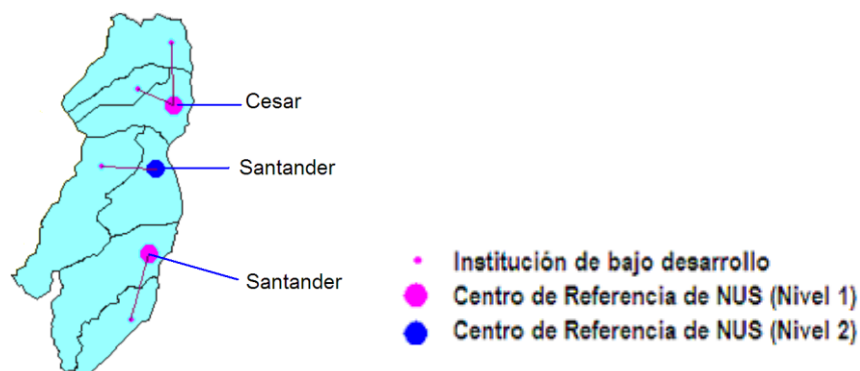 Cesar
Santander
Santander
Institución de bajo desarrollo
Centro de Referencia de NUS (Nivel 1)
Centro de Referencia de NUS (Nivel 2)